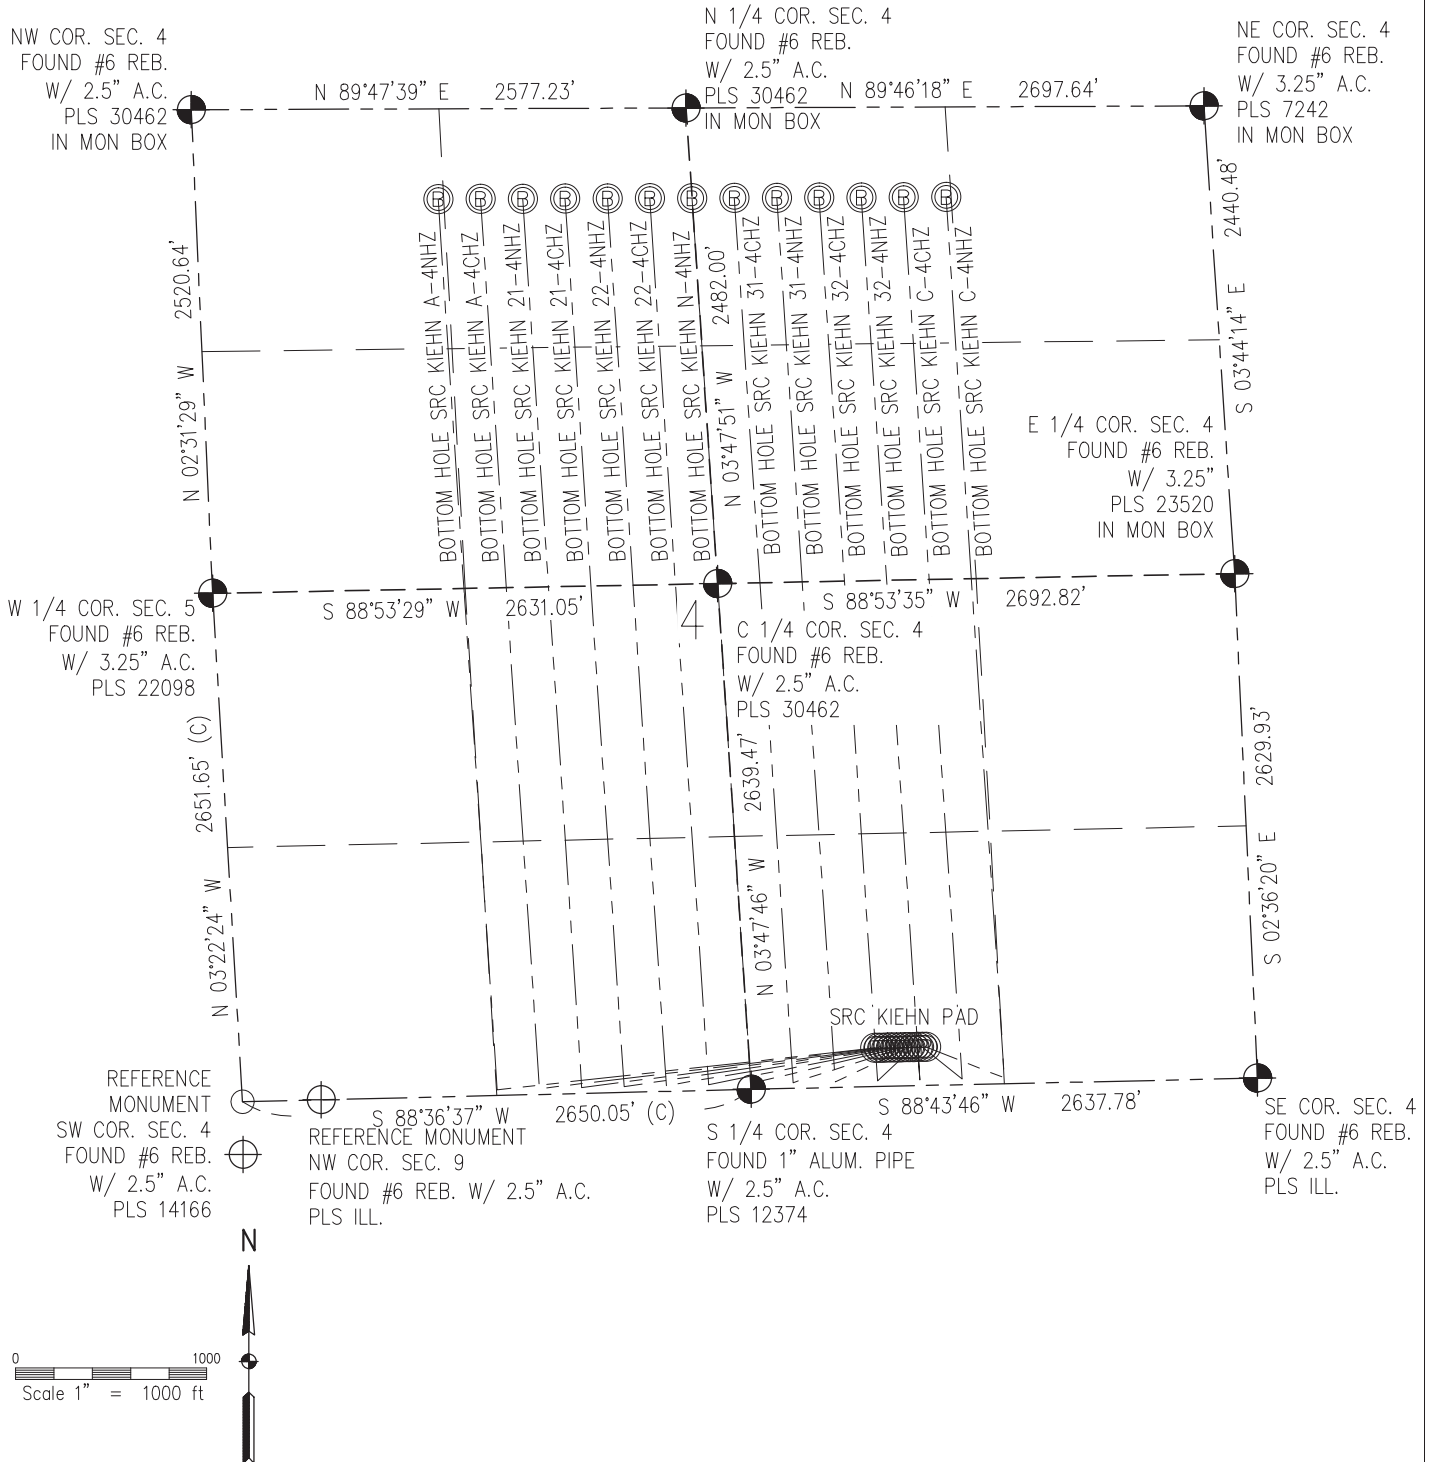 NW COR. SEC. 4
FOUND #6 REB.
W/ 2.5" A.C.
PLS 30462
IN MON BOX
N 89°47'39" E
2577.23'
N 1/4 COR. SEC. 4
FOUND #6 REB.
W/ 2.5" A.C.
PLS 30462
IN MON BOX
N 89°46'18" E
2697.64'
NE COR. SEC. 4
FOUND #6 REB.
W/ 3.25" A.C.
PLS 7242
IN MON BOX
B
B
B
B
B
B
B
B
B
B
B
B
B
N 02°31'29" W
2520.64'
BOTTOM HOLE SRC KIEHN A-4NHZ
BOTTOM HOLE SRC KIEHN A-4CHZ
BOTTOM HOLE SRC KIEHN 21-4NHZ
BOTTOM HOLE SRC KIEHN 21-4CHZ
BOTTOM HOLE SRC KIEHN 22-4NHZ
BOTTOM HOLE SRC KIEHN 22-4CHZ
BOTTOM HOLE SRC KIEHN N-4NHZ
N 03°47'51" W
2482.00'
BOTTOM HOLE SRC KIEHN 31-4CHZ
BOTTOM HOLE SRC KIEHN 31-4NHZ
BOTTOM HOLE SRC KIEHN 32-4CHZ
BOTTOM HOLE SRC KIEHN 32-4NHZ
BOTTOM HOLE SRC KIEHN C-4CHZ
BOTTOM HOLE SRC KIEHN C-4NHZ
S 03°44'14" E
2440.48'
E 1/4 COR. SEC. 4
FOUND #6 REB.
W/ 3.25"
PLS 23520
IN MON BOX
W 1/4 COR. SEC. 5
FOUND #6 REB.
W/ 3.25" A.C.
PLS 22098
S 88°53'29" W
2631.05'
4
S 88°53'35" W
2692.82'
C 1/4 COR. SEC. 4
FOUND #6 REB.
W/ 2.5" A.C.
PLS 30462
N 03°22'24" W
2651.65' (C)
N 03°47'46" W
2639.47'
S 02°36'20" E
2629.93'
SRC KIEHN PAD
REFERENCE
MONUMENT
SW COR. SEC. 4
FOUND #6 REB.
W/ 2.5" A.C.
PLS 14166
S 88°36'37" W
2650.05' (C)
REFERENCE MONUMENT
NW COR. SEC. 9
FOUND #6 REB. W/ 2.5" A.C.
PLS ILL.
S 88°43'46" W
2637.78'
S 1/4 COR. SEC. 4
FOUND 1" ALUM. PIPE
W/ 2.5" A.C.
PLS 12374
SE COR. SEC. 4
FOUND #6 REB.
W/ 2.5" A.C.
PLS ILL.
N
0 1000
Scale 1" = 1000 ft